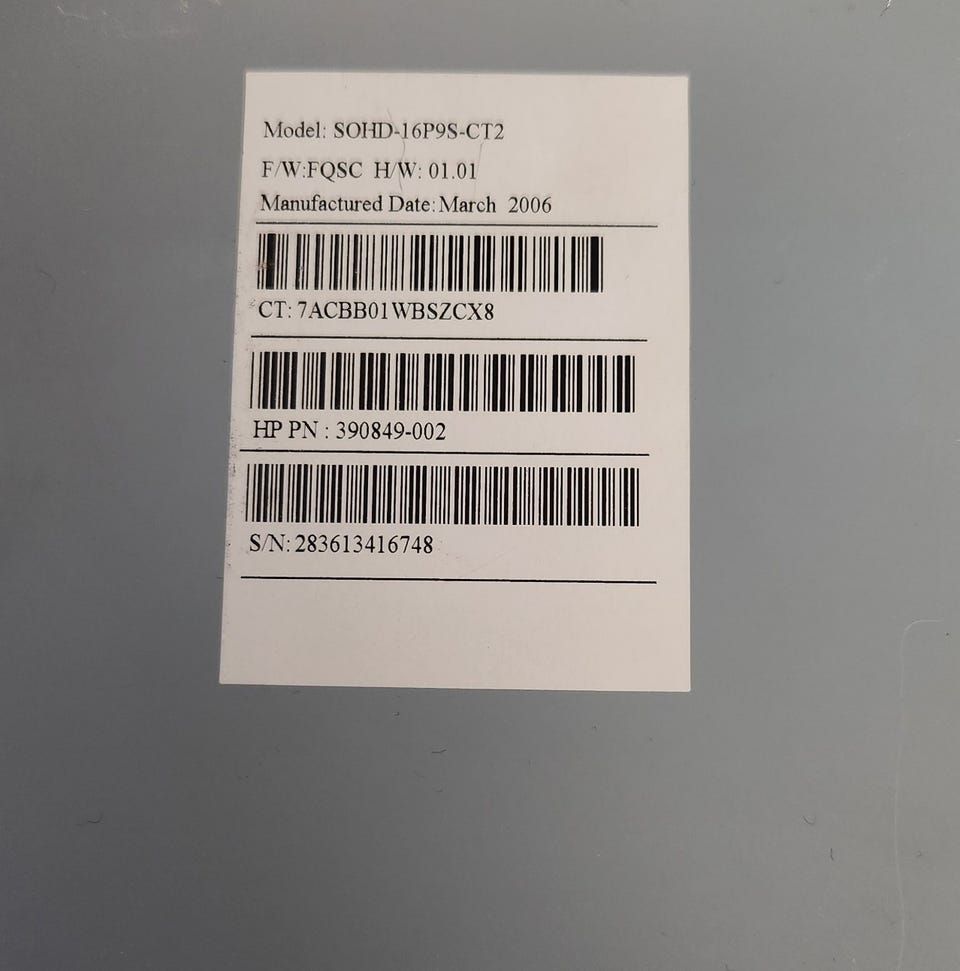 Model: SOHD-16P9S-CT2
F/W:FQSC H/W: 01.01
Manufactured Date: March 2006
CT: 7ACBB01WBSZCX8
HP PN : 390849-002
S/N: 283613416748